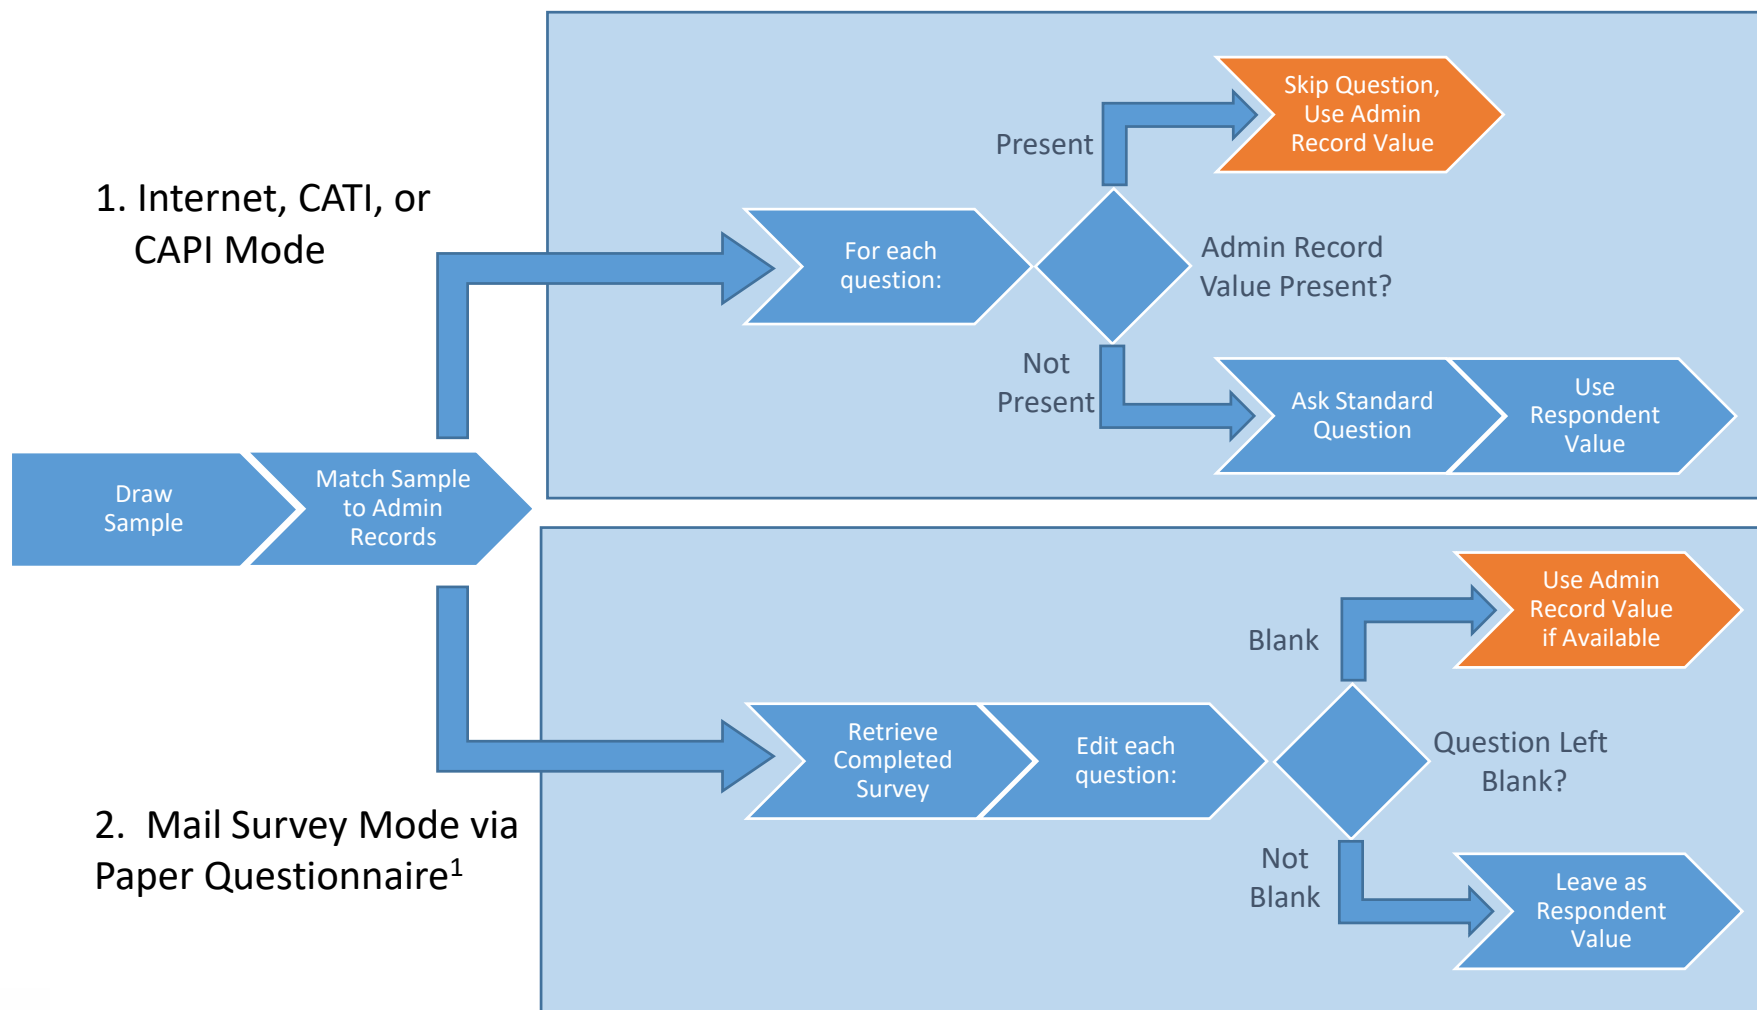 1. Internet, CATI, or
CAPI Mode
Draw
Sample
Match Sample
to Admin
Records
For each
question:
Present
Skip Question,
Use Admin
Record Value
Admin Record
Value Present?
Not
Present
Ask Standard
Question
Use
Respondent
Value
2. Mail Survey Mode via
Paper Questionnaire¹
Retrieve
Completed
Survey
Edit each
question:
Blank
Use Admin
Record Value
if Available
Question Left
Blank?
Not
Blank
Leave as
Respondent
Value